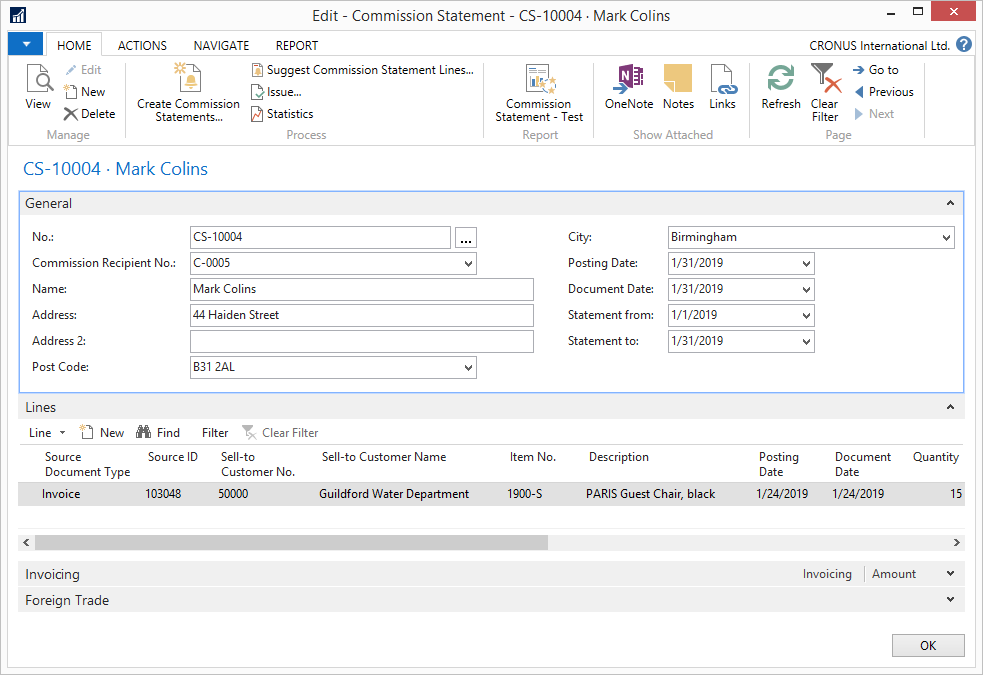 Edit - Commission Statement - CS-10004 · Mark Colins
HOME ACTIONS NAVIGATE REPORT CRONUS International Ltd. ?
View
Edit
New
Delete
Manage
Create Commission
Statements...
Suggest Commission Statement Lines...
Issue...
Statistics
Process
Commission
Statement - Test
Report
OneNote
Notes
Links
Show Attached
Refresh
Clear
Filter
Go to
Previous
Next
Page
CS-10004 · Mark Colins
General
No.: CS-10004 ...
Commission Recipient No.: C-0005
Name: Mark Colins
Address: 44 Haiden Street
Address 2:
Post Code: B31 2AL
City: Birmingham
Posting Date: 1/31/2019
Document Date: 1/31/2019
Statement from: 1/1/2019
Statement to: 1/31/2019
Lines
Line New Find Filter Clear Filter
Source
Document Type
Source ID
Sell-to
Customer No.
Sell-to Customer Name
Item No.
Description
Posting
Date
Document
Date
Quantity
Invoice 103048 50000 Guildford Water Department 1900-S PARIS Guest Chair, black 1/24/2019 1/24/2019 15
Invoicing Invoicing Amount
Foreign Trade
OK